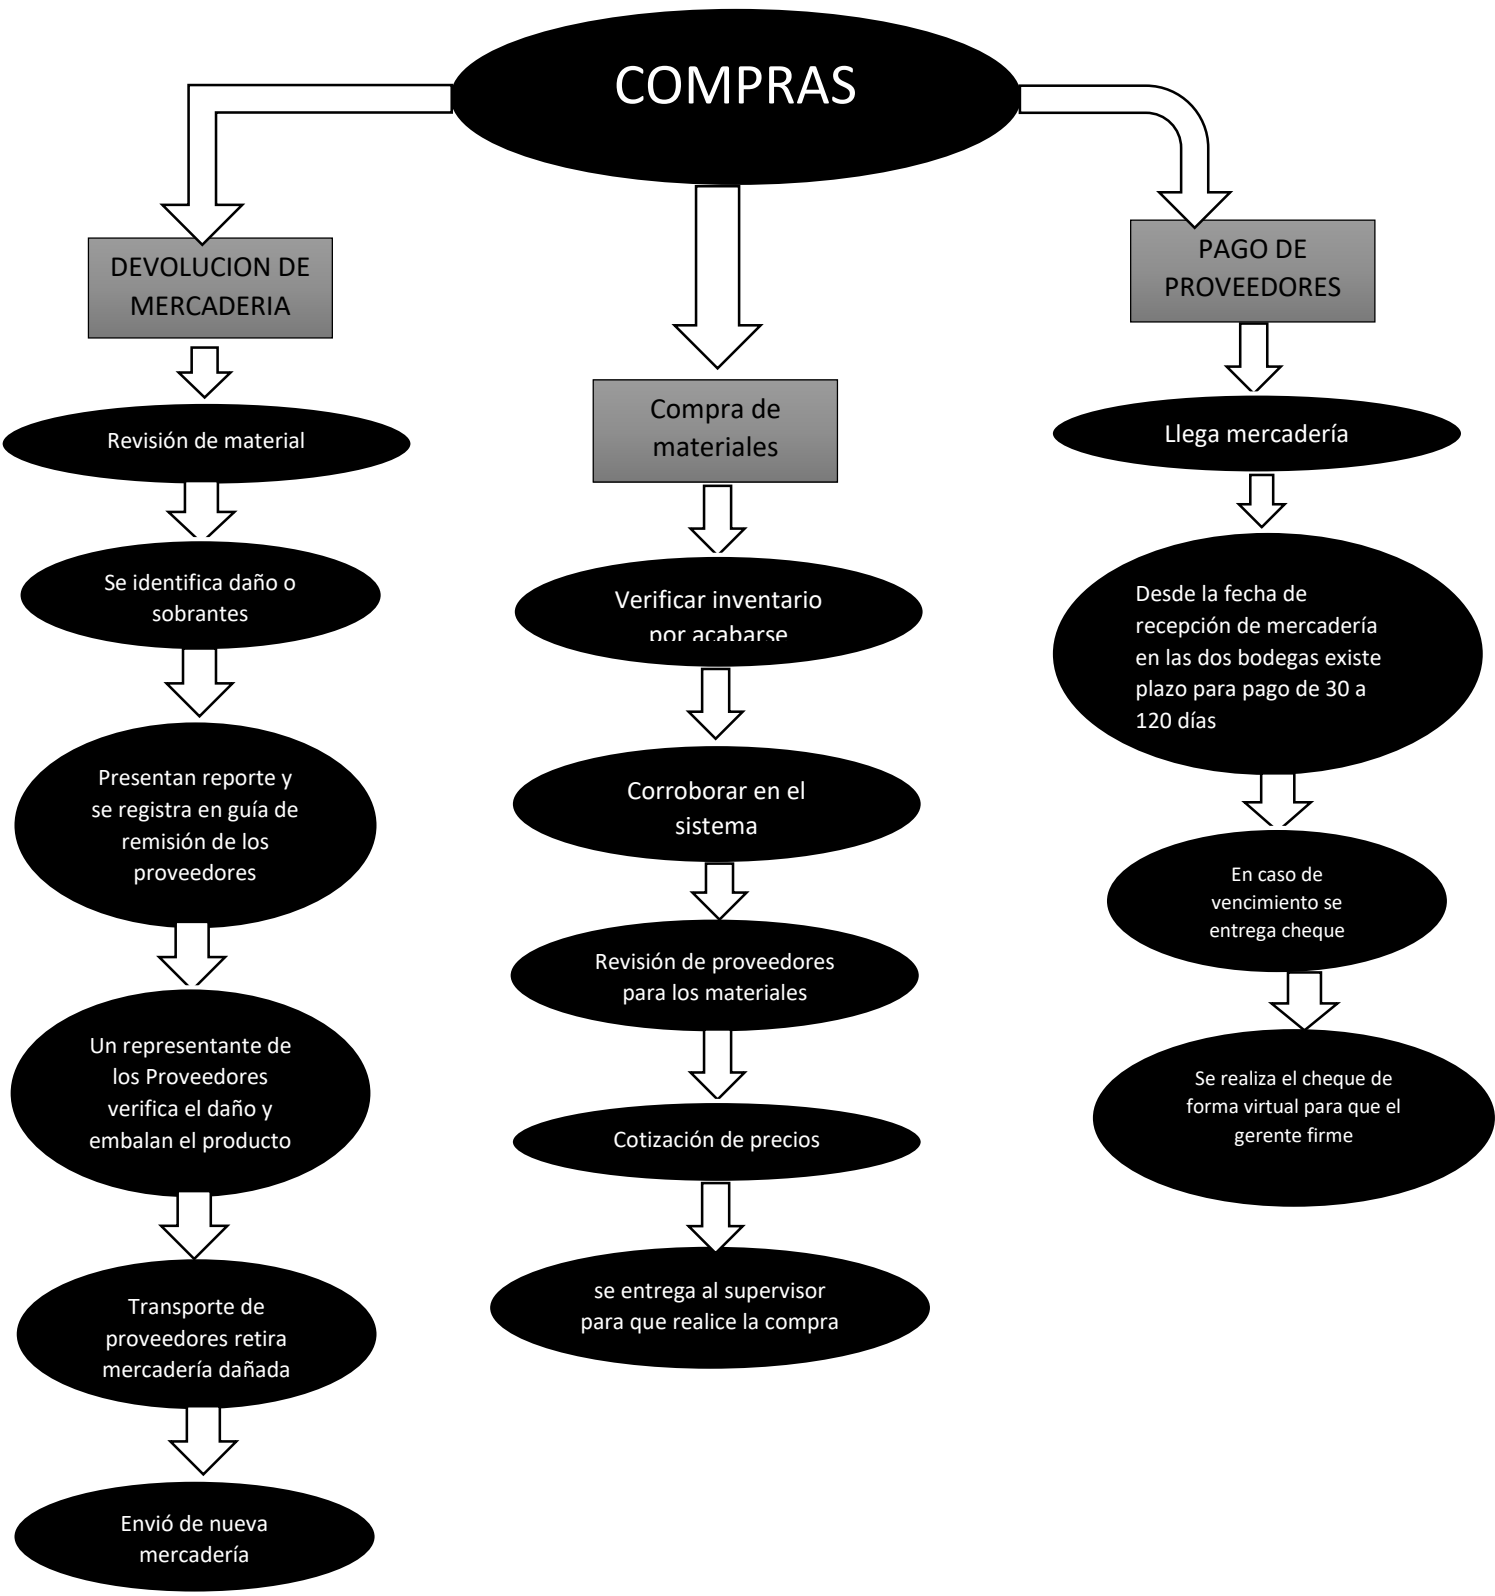 COMPRAS
DEVOLUCION DE
MERCADERIA
Revisión de material
Se identifica daño o
sobrantes
Presentan reporte y
se registra en guía de
remisión de los
proveedores
Un representante de
los Proveedores
verifica el daño y
embalan el producto
Transporte de
proveedores retira
mercadería dañada
Envió de nueva
mercadería
Compra de
materiales
Verificar inventario
por acabarse
Corroborar en el
sistema
Revisión de proveedores
para los materiales
Cotización de precios
se entrega al supervisor
para que realice la compra
PAGO DE
PROVEEDORES
Llega mercadería
Desde la fecha de
recepción de mercadería
en las dos bodegas existe
plazo para pago de 30 a
120 días
En caso de
vencimiento se
entrega cheque
Se realiza el cheque de
forma virtual para que el
gerente firme